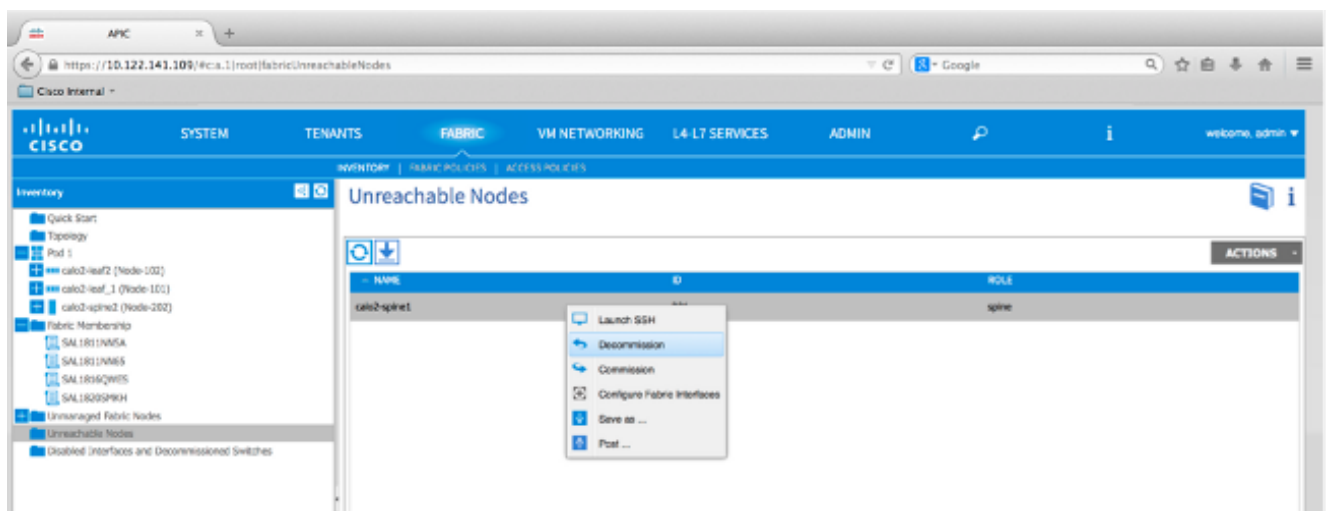 APIC
https://10.122.141.109/#c:a.1|root|fabricUnreachableNodes
Google
Cisco Internal
CISCO
SYSTEM TENANTS FABRIC VM NETWORKING L4-L7 SERVICES ADMIN i welcome, admin
INVENTORY | FABRIC POLICIES | ACCESS POLICIES
Inventory
Unreachable Nodes
i
Quick Start
Topology
Pod 1
calo2-leaf2 (Node-102)
calo2-leaf_1 (Node-101)
calo2-spine2 (Node-202)
Fabric Membership
SAL1811NN5A
SAL1811NNE5
SAL1816QWES
SAL1820SMKH
Unmanaged Fabric Nodes
Unreachable Nodes
Disabled Interfaces and Decommissioned Switches
ACTIONS
NAME ID ROLE
calo2-spine1 spine
Launch SSH
Decommission
Commission
Configure Fabric Interfaces
Save as ...
Post ...